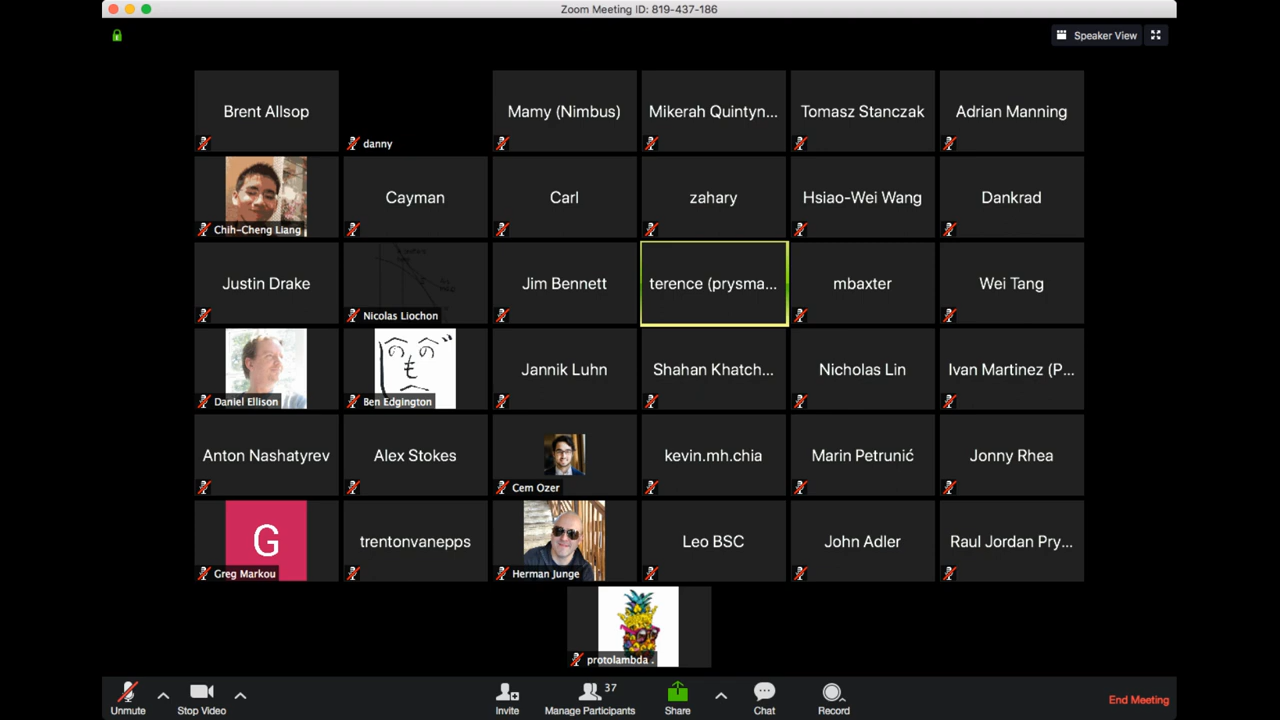 Zoom Meeting ID: 819-437-186
Speaker View
Brent Allsop
danny
Mamy (Nimbus)
Mikerah Quintyn...
Tomasz Stanczak
Adrian Manning
Chih-Cheng Liang
Cayman
Carl
zahary
Hsiao-Wei Wang
Dankrad
Justin Drake
Nicolas Liochon
Jim Bennett
terence (prysma...
mbaxter
Wei Tang
Daniel Ellison
Ben Edgington
Jannik Luhn
Shahan Khatch...
Nicholas Lin
Ivan Martinez (P...
Anton Nashatyrev
Alex Stokes
Cem Ozer
kevin.mh.chia
Marin Petrunić
Jonny Rhea
G
Greg Markou
trentonvanepps
Herman Junge
Leo BSC
John Adler
Raul Jordan Pry...
protolambda .
Unmute
Stop Video
Invite
37
Manage Participants
Share
Chat
Record
End Meeting